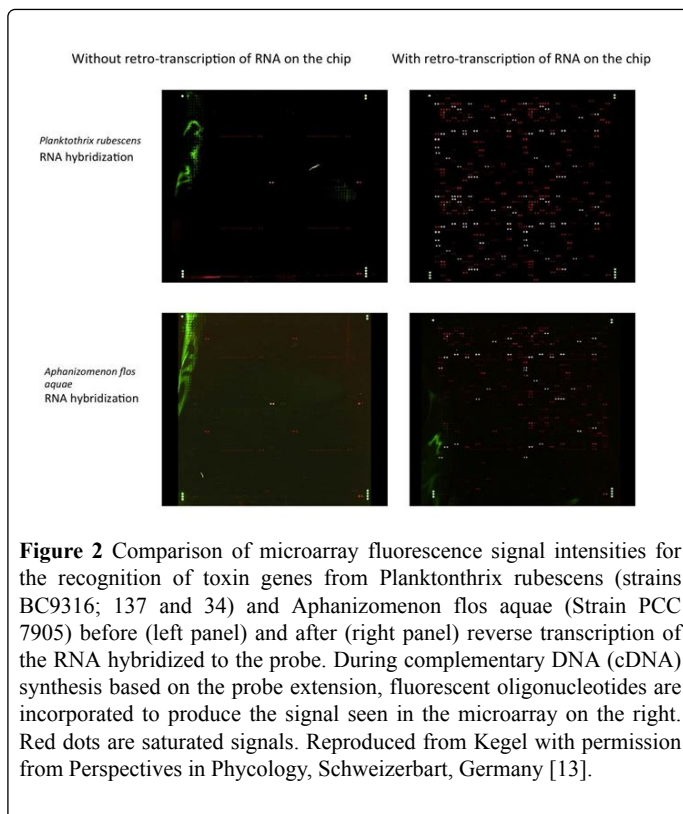 Without retro-transcription of RNA on the chip
With retro-transcription of RNA on the chip
Planktothrix rubescens
RNA hybridization
Aphanizomenon flos
aquae
RNA hybridization
Figure 2 Comparison of microarray fluorescence signal intensities for
the recognition of toxin genes from Planktonthrix rubescens (strains
BC9316; 137 and 34) and Aphanizomenon flos aquae (Strain PCC
7905) before (left panel) and after (right panel) reverse transcription of
the RNA hybridized to the probe. During complementary DNA (cDNA)
synthesis based on the probe extension, fluorescent oligonucleotides are
incorporated to produce the signal seen in the microarray on the right.
Red dots are saturated signals. Reproduced from Kegel with permission
from Perspectives in Phycology, Schweizerbart, Germany [13].